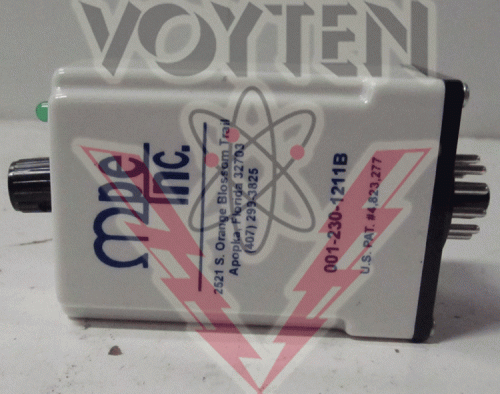 VOYTEN
mpe
inc.
2521 S. Orange Blossom Trail
Apopka, Florida 32703
(407) 299-3825
001-230-1211B
U.S. PAT. #4,823,277